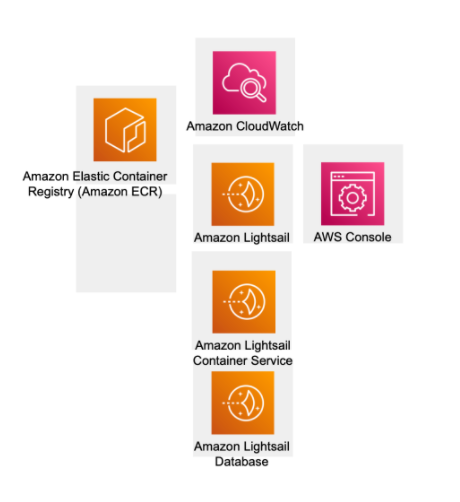 Amazon CloudWatch
Amazon Elastic Container
Registry (Amazon ECR)
Amazon Lightsail
AWS Console
Amazon Lightsail
Container Service
Amazon Lightsail
Database